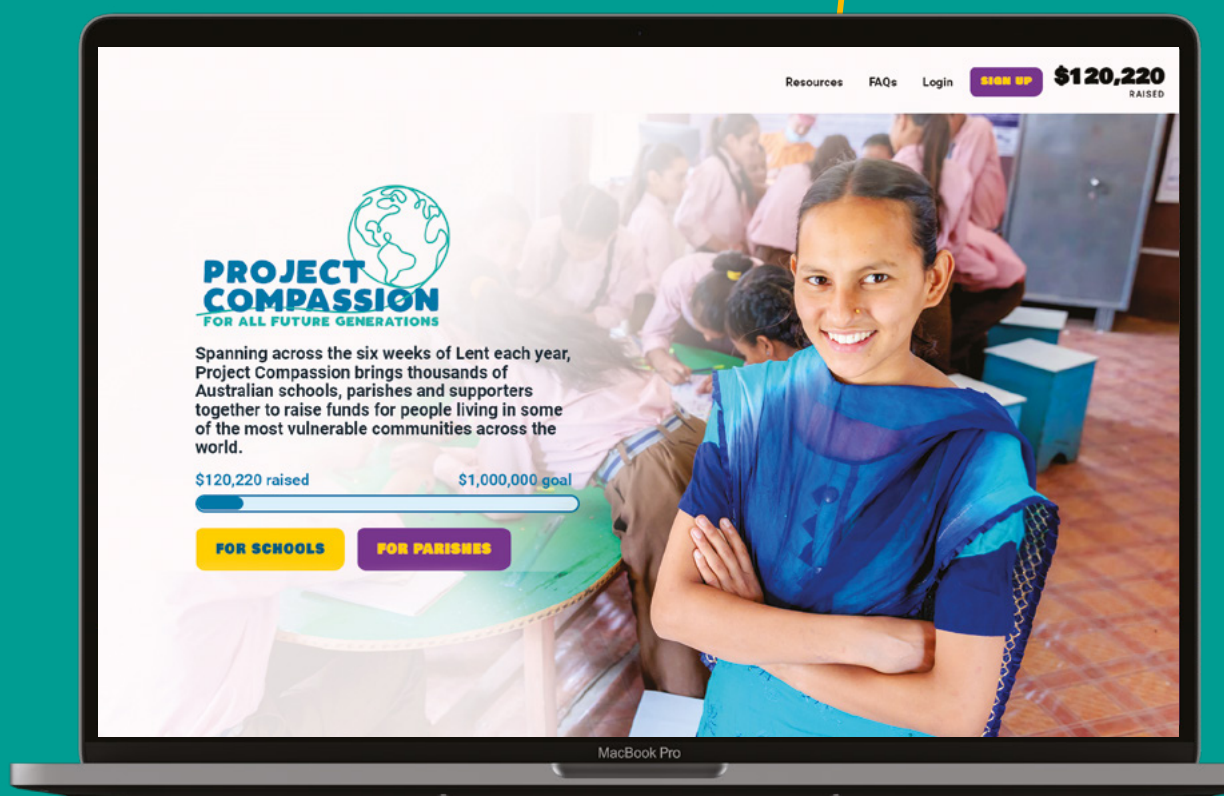 Resources FAQs Login SIGN UP $120,220
RAISED
PROJECT
COMPASSION
FOR ALL FUTURE GENERATIONS
Spanning across the six weeks of Lent each year,
Project Compassion brings thousands of
Australian schools, parishes and supporters
together to raise funds for people living in some
of the most vulnerable communities across the
world.
$120,220 raised $1,000,000 goal
FOR SCHOOLS FOR PARISHES
MacBook Pro